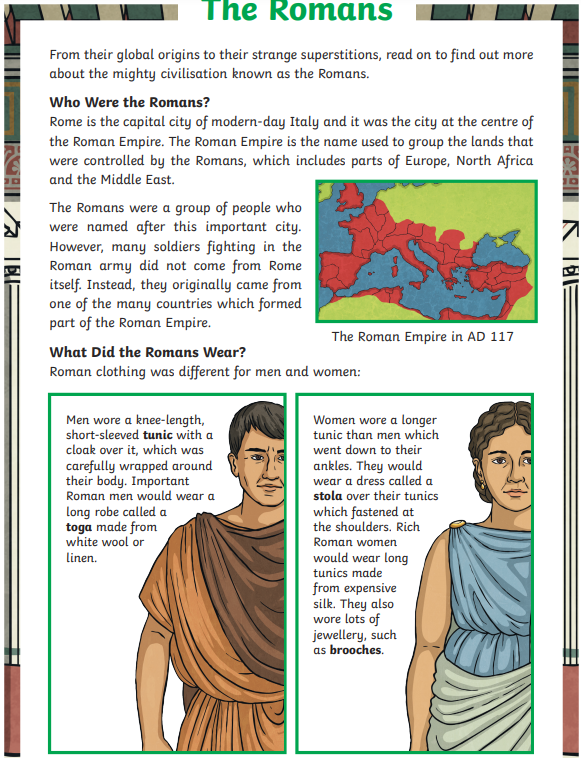 The Romans
From their global origins to their strange superstitions, read on to find out more
about the mighty civilisation known as the Romans.
Who Were the Romans?
Rome is the capital city of modern-day Italy and it was the city at the centre of
the Roman Empire. The Roman Empire is the name used to group the lands that
were controlled by the Romans, which includes parts of Europe, North Africa
and the Middle East.
The Romans were a group of people who
were named after this important city.
However, many soldiers fighting in the
Roman army did not come from Rome
itself. Instead, they originally came from
one of the many countries which formed
part of the Roman Empire.
The Roman Empire in AD 117
What Did the Romans Wear?
Roman clothing was different for men and women:
Men wore a knee-length,
short-sleeved tunic with a
cloak over it, which was
carefully wrapped around
their body. Important
Roman men would wear a
long robe called a
toga made from
white wool or
linen.
Women wore a longer
tunic than men which
went down to their
ankles. They would
wear a dress called a
stola over their tunics
which fastened at
the shoulders. Rich
Roman women
would wear long
tunics made
from expensive
silk. They also
wore lots of
jewellery, such
as brooches.